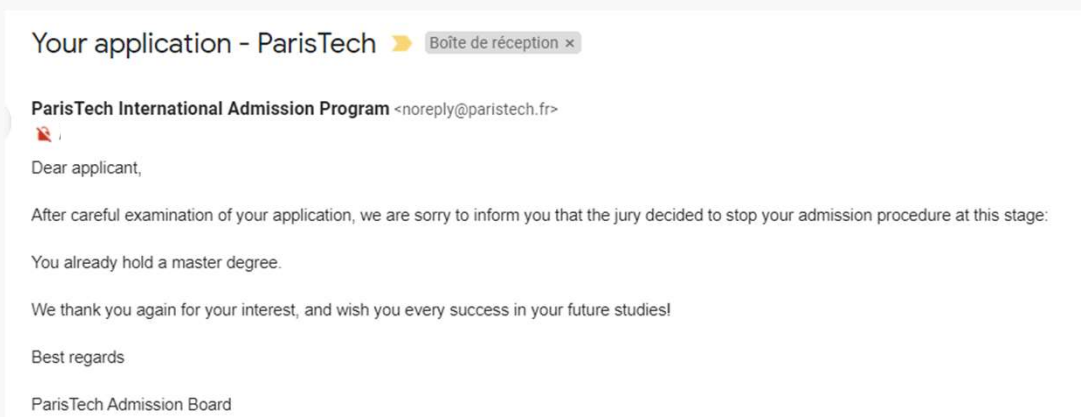 Your application - ParisTech Boîte de réception ×
ParisTech International Admission Program <noreply@paristech.fr>
Dear applicant,
After careful examination of your application, we are sorry to inform you that the jury decided to stop your admission procedure at this stage:
You already hold a master degree.
We thank you again for your interest, and wish you every success in your future studies!
Best regards
ParisTech Admission Board